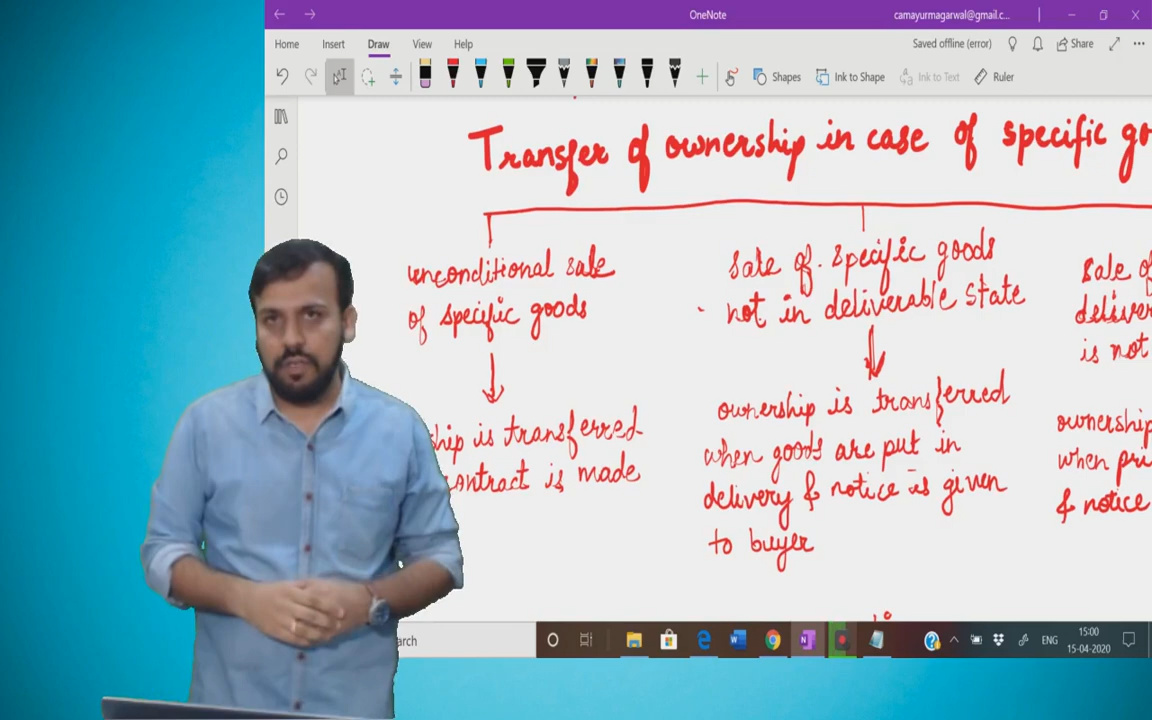 OneNote
camayurmagarwal@gmail.c...
Home Insert Draw View Help
Saved offline (error)
Share
Shapes
Ink to Shape
Ink to Text
Ruler
Transfer of ownership in case of specific go
unconditional sale
of specific goods
ship is transferred
contract is made
Sale of specific goods
not in deliverable state
ownership is transferred
when goods are put in
delivery & notice is given
to buyer
Sale of
deliver
is not
ownership
when pri
& notice
arch
ENG
15:00
15-04-2020